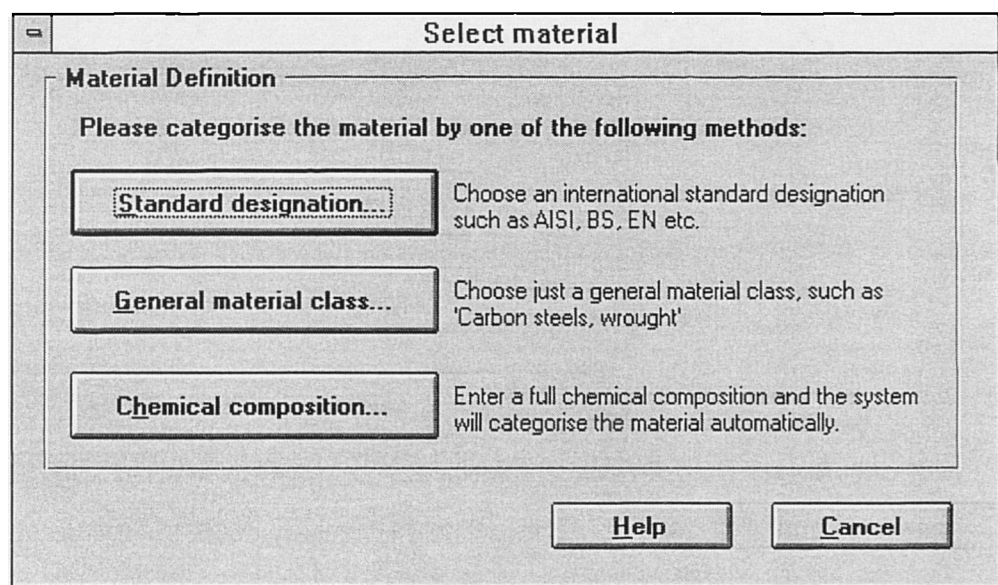 Select material
Material Definition
Please categorise the material by one of the following methods:
Standard designation...
Choose an international standard designation
such as AISI, BS, EN etc.
General material class...
Choose just a general material class, such as
'Carbon steels, wrought'
Chemical composition...
Enter a full chemical composition and the system
will categorise the material automatically.
Help
Cancel